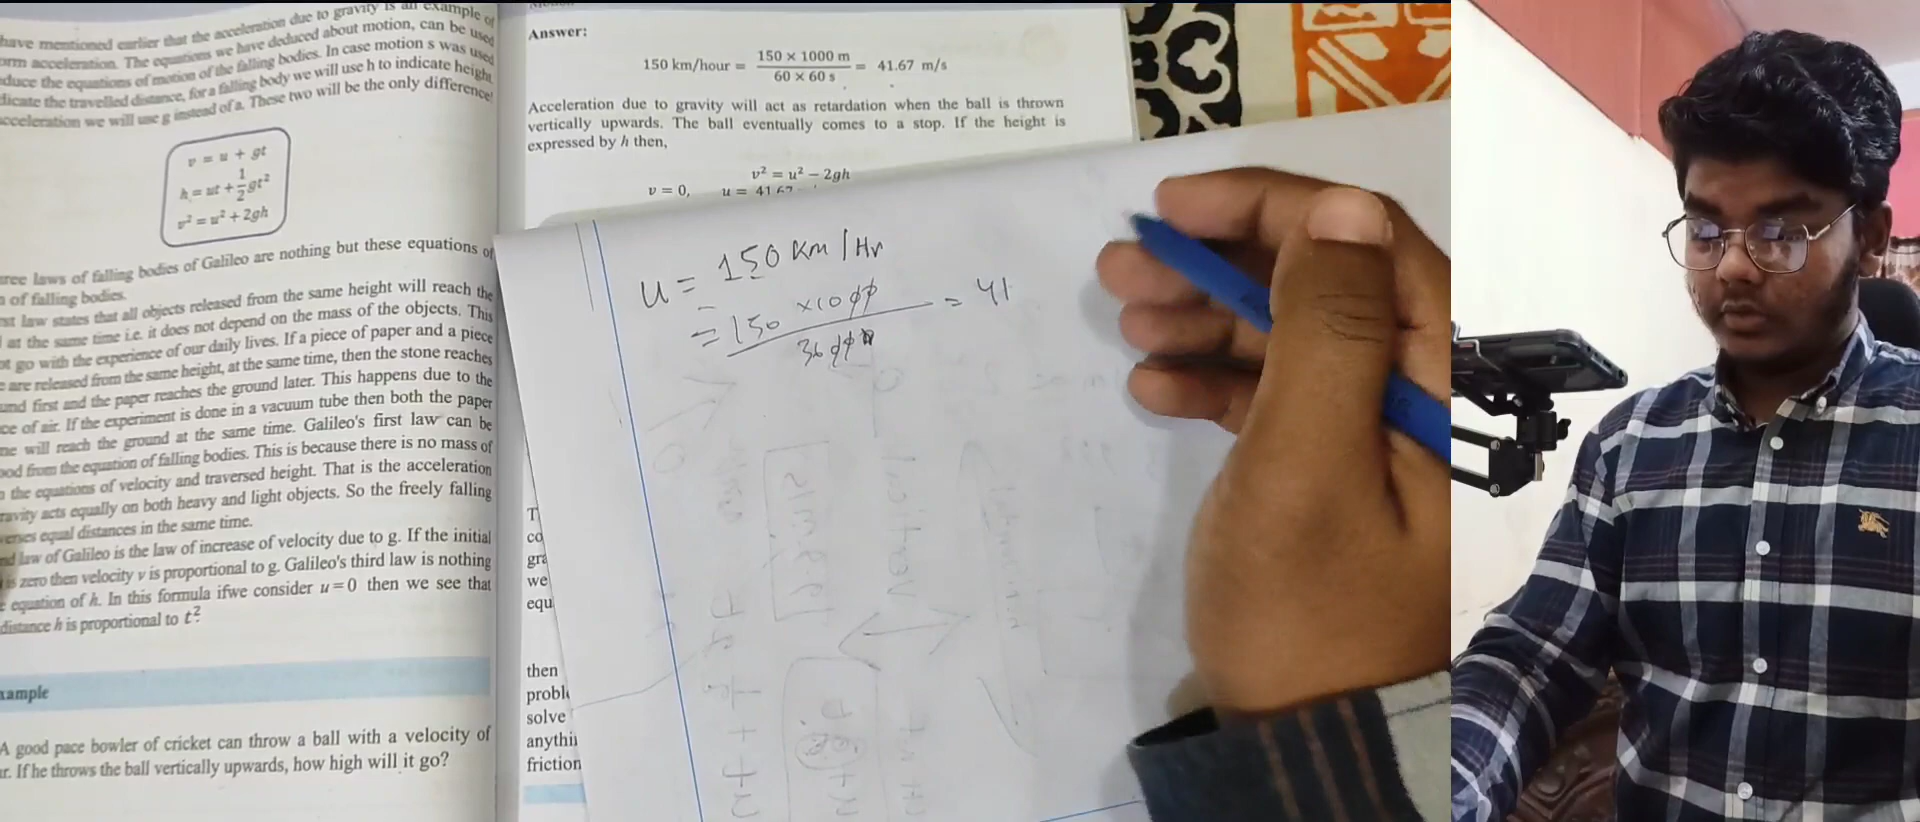 have mentioned earlier that the acceleration due to gravity is an example of
orm acceleration. The equations we have deduced about motion, can be used
duce the equations of motion of the falling bodies. In case motion s was used
dicate the travelled distance, for a falling body we will use h to indicate height
acceleration we will use g instead of a. These two will be the only difference!
v = u + gt
h = ut + 1/2 gt²
v² = u² + 2gh
ree laws of falling bodies of Galileo are nothing but these equations of
of falling bodies.
st law states that all objects released from the same height will reach the
at the same time i.e. it does not depend on the mass of the objects. This
ot go with the experience of our daily lives. If a piece of paper and a piece
e are released from the same height, at the same time, then the stone reaches
und first and the paper reaches the ground later. This happens due to the
ce of air. If the experiment is done in a vacuum tube then both the paper
ne will reach the ground at the same time. Galileo's first law can be
ood from the equation of falling bodies. This is because there is no mass of
the equations of velocity and traversed height. That is the acceleration
ravity acts equally on both heavy and light objects. So the freely falling
verses equal distances in the same time.
nd law of Galileo is the law of increase of velocity due to g. If the initial
is zero then velocity v is proportional to g. Galileo's third law is nothing
e equation of h. In this formula ifwe consider u=0 then we see that
distance h is proportional to t².
xample
A good pace bowler of cricket can throw a ball with a velocity of
r. If he throws the ball vertically upwards, how high will it go?
Answer:
150 km/hour = 150 × 1000 m / 60 × 60 s = 41.67 m/s
Acceleration due to gravity will act as retardation when the ball is thrown
vertically upwards. The ball eventually comes to a stop. If the height is
expressed by h then,
v² = u² − 2gh
v = 0, u = 41.67
u = 150 Km/Hr
= 150 ×1000 / 3600 = 41
T
co
gra
we
equ
then
probl
solve
anythi
friction